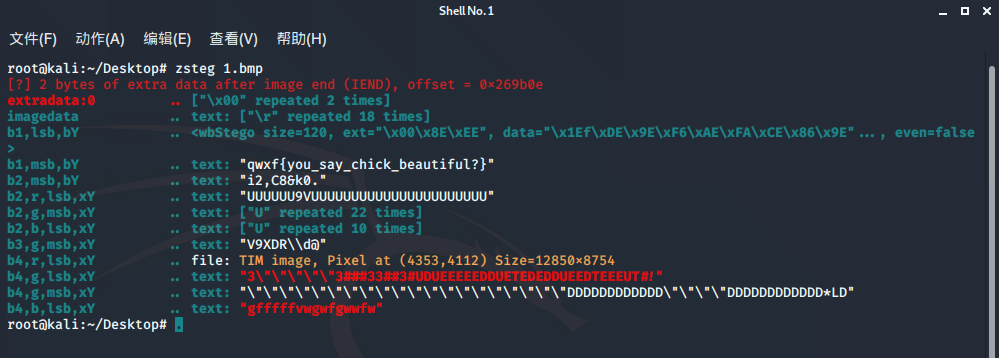 Shell No. 1
文件(F) 动作(A) 编辑(E) 查看(V) 帮助(H)
root@kali:~/Desktop# zsteg 1.bmp
[?] 2 bytes of extra data after image end (IEND), offset = 0×269b0e
extradata:0 .. ["\x00" repeated 2 times]
imagedata .. text: ["\r" repeated 18 times]
b1,lsb,bY .. <wbStego size=120, ext="\x00\x8E\xEE", data="\x1Ef\xDE\x9E\xF6\xAE\xFA\xCE\x86\x9E"..., even=false
>
b1,msb,bY .. text: "qwxf{you_say_chick_beautiful?}"
b2,msb,bY .. text: "i2,C8&k0."
b2,r,lsb,xY .. text: "UUUUUU9VUUUUUUUUUUUUUUUUUUUUUU"
b2,g,msb,xY .. text: ["U" repeated 22 times]
b2,b,lsb,xY .. text: ["U" repeated 10 times]
b3,g,msb,xY .. text: "V9XDR\\d@"
b4,r,lsb,xY .. file: TIM image, Pixel at (4353,4112) Size=12850×8754
b4,g,lsb,xY .. text: "3\"\"\"\"\"3###33##3#UDUEEEEEDDUETEDEDDUEEDTEEEUT#!"
b4,g,msb,xY .. text: "\"\"\"\"\"\"\"\"\"\"\"\"\"\"\"\"\"\"\"\"\"\"\"DDDDDDDDDDDD\"\"\"\"DDDDDDDDDDDD*LD"
b4,b,lsb,xY .. text: "gfffffvwgwfgwwfw"
root@kali:~/Desktop#